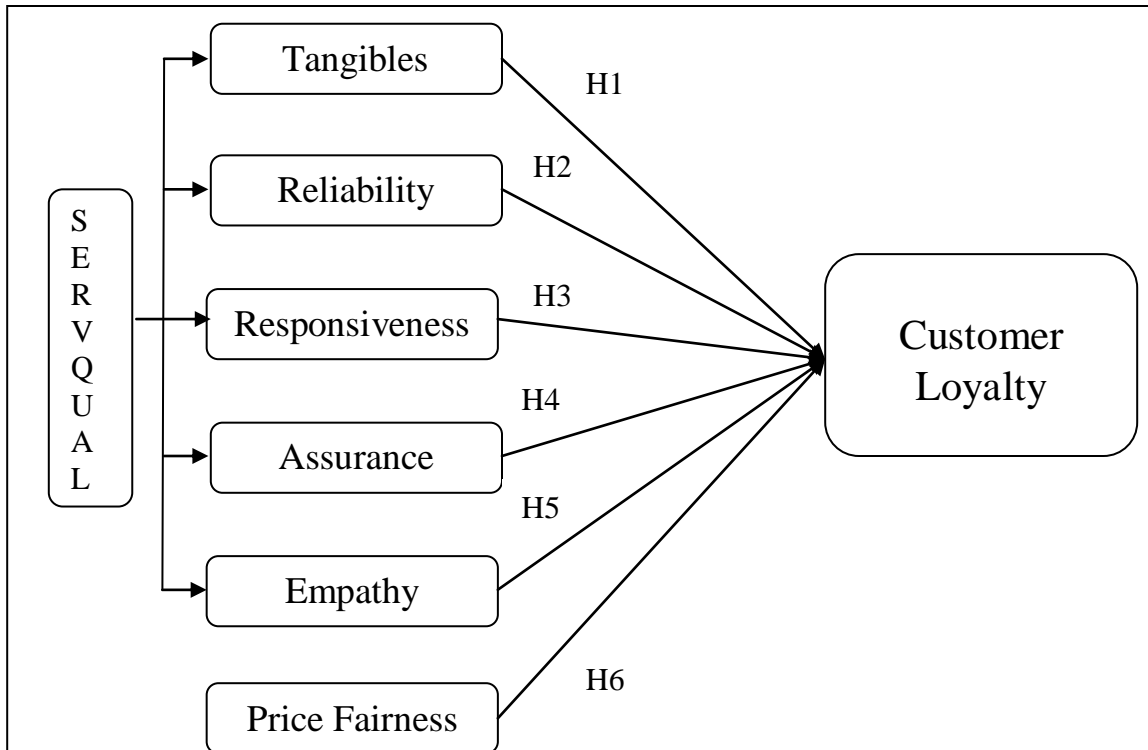 Tangibles
H1
Reliability
H2
S
E
R
V
Q
U
A
L
Responsiveness
H3
Customer
Loyalty
Assurance
H4
Empathy
H5
Price Fairness
H6